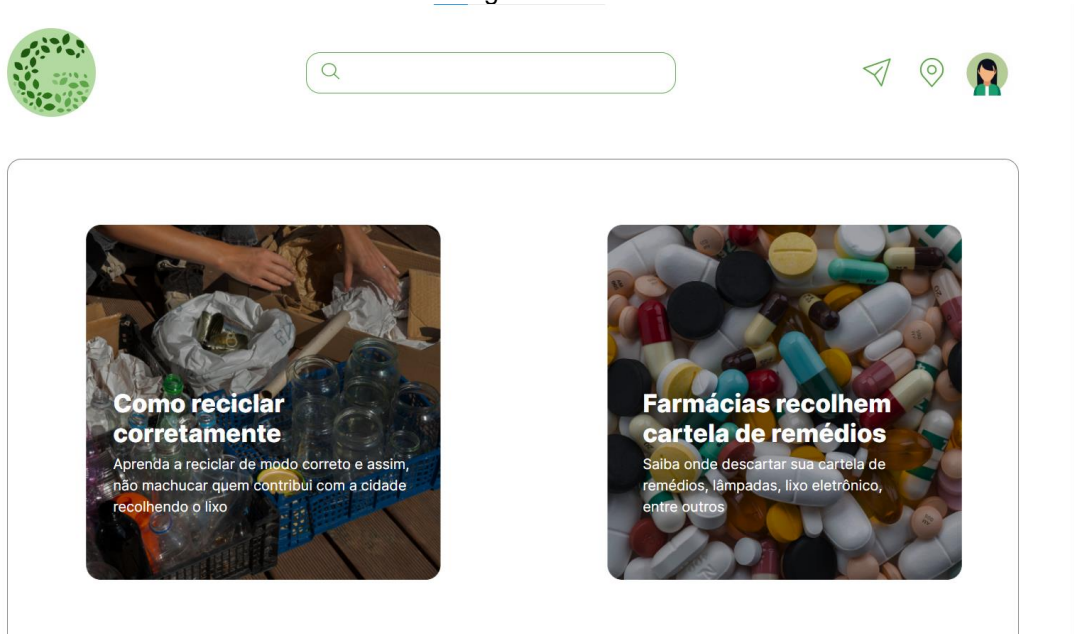 Como reciclar
corretamente
Aprenda a reciclar de modo correto e assim,
não machucar quem contribui com a cidade
recolhendo o lixo
Farmácias recolhem
cartela de remédios
Saiba onde descartar sua cartela de
remédios, lâmpadas, lixo eletrônico,
entre outros